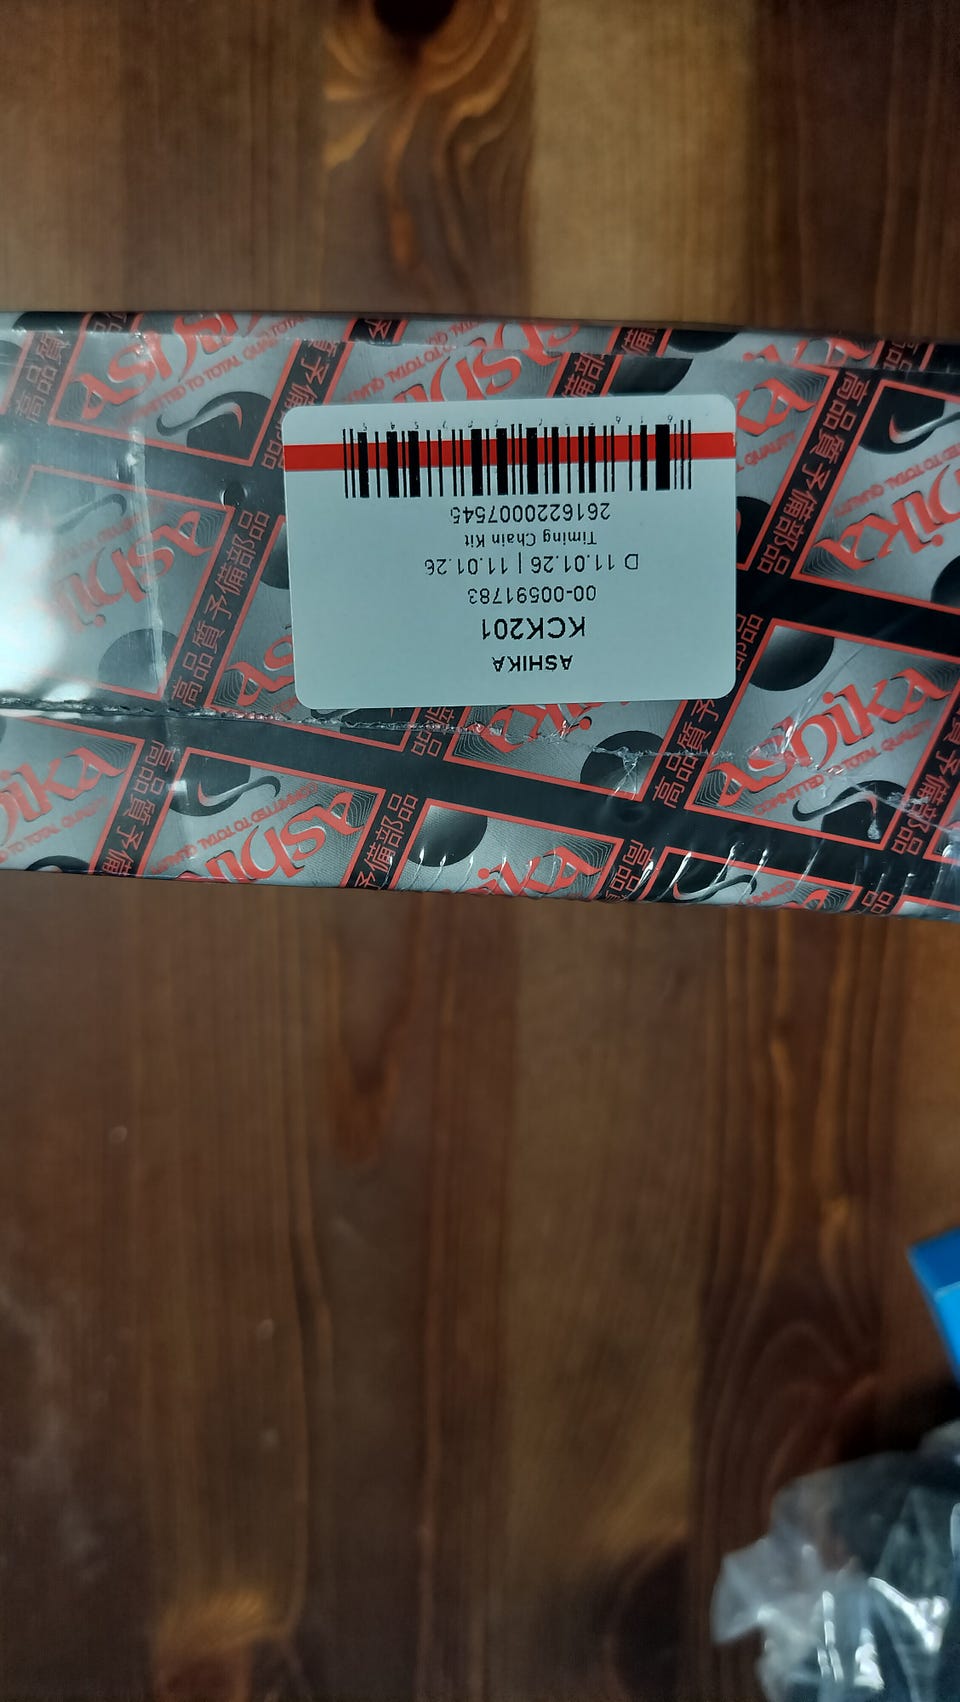 ASHIKA
KCK201
00-00591783
D 11.01.26 | 11.01.26
Timing Chain Kit
2616220007545
ashika
COMMITTED TO TOTAL QUALITY
高品質予備部品